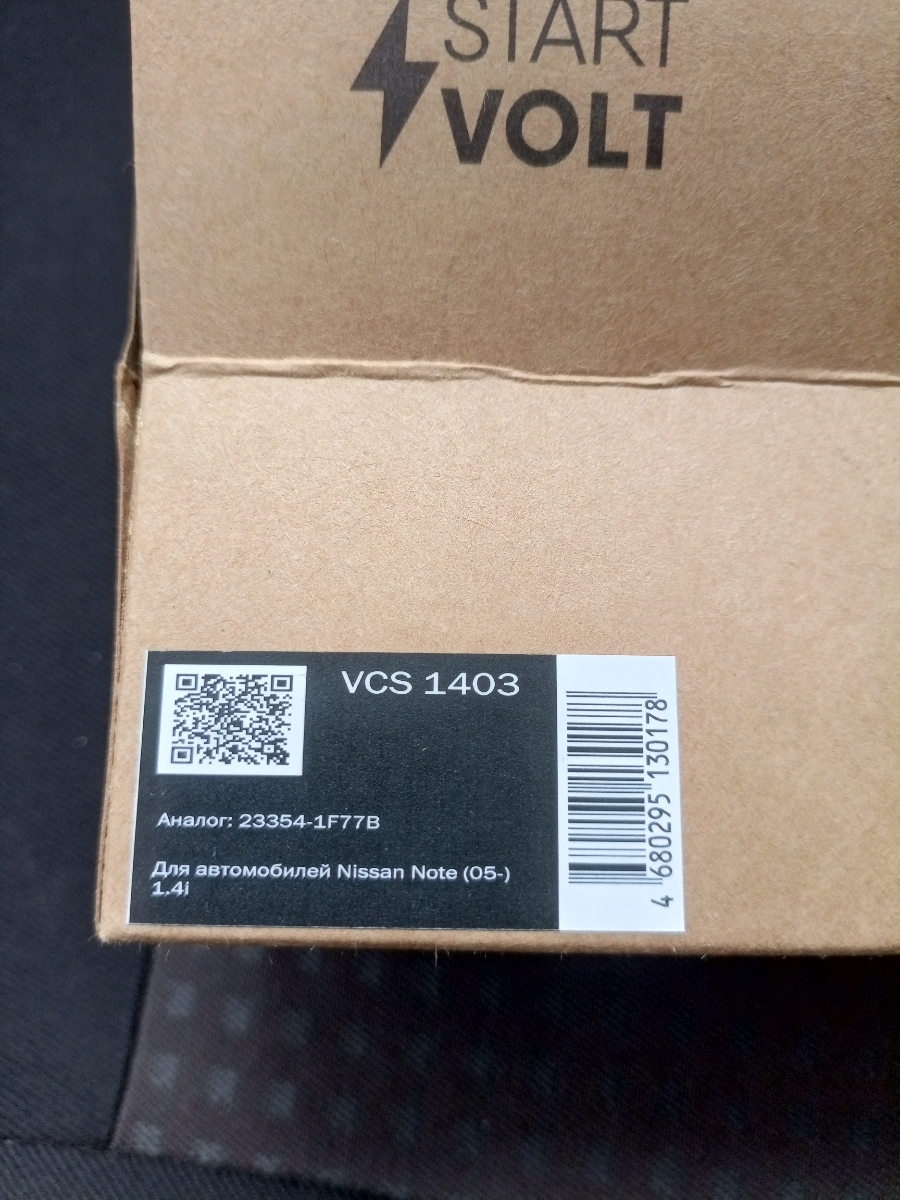 START
VOLT
VCS 1403
Аналог: 23354-1F77B
Для автомобилей Nissan Note (05-)
1.4i
4 680295 130178